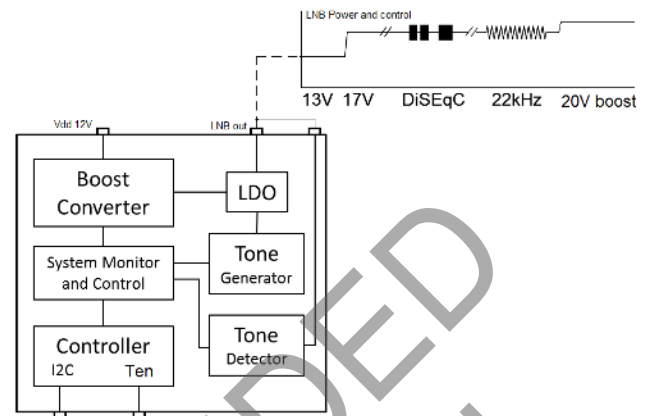 LNB Power and control
13V 17V DiSEqC 22kHz 20V boost
Vdd 12V
LNB out
Boost
Converter
LDO
System Monitor
and Control
Tone
Generator
Controller
I2C Ten
Tone
Detector
DED